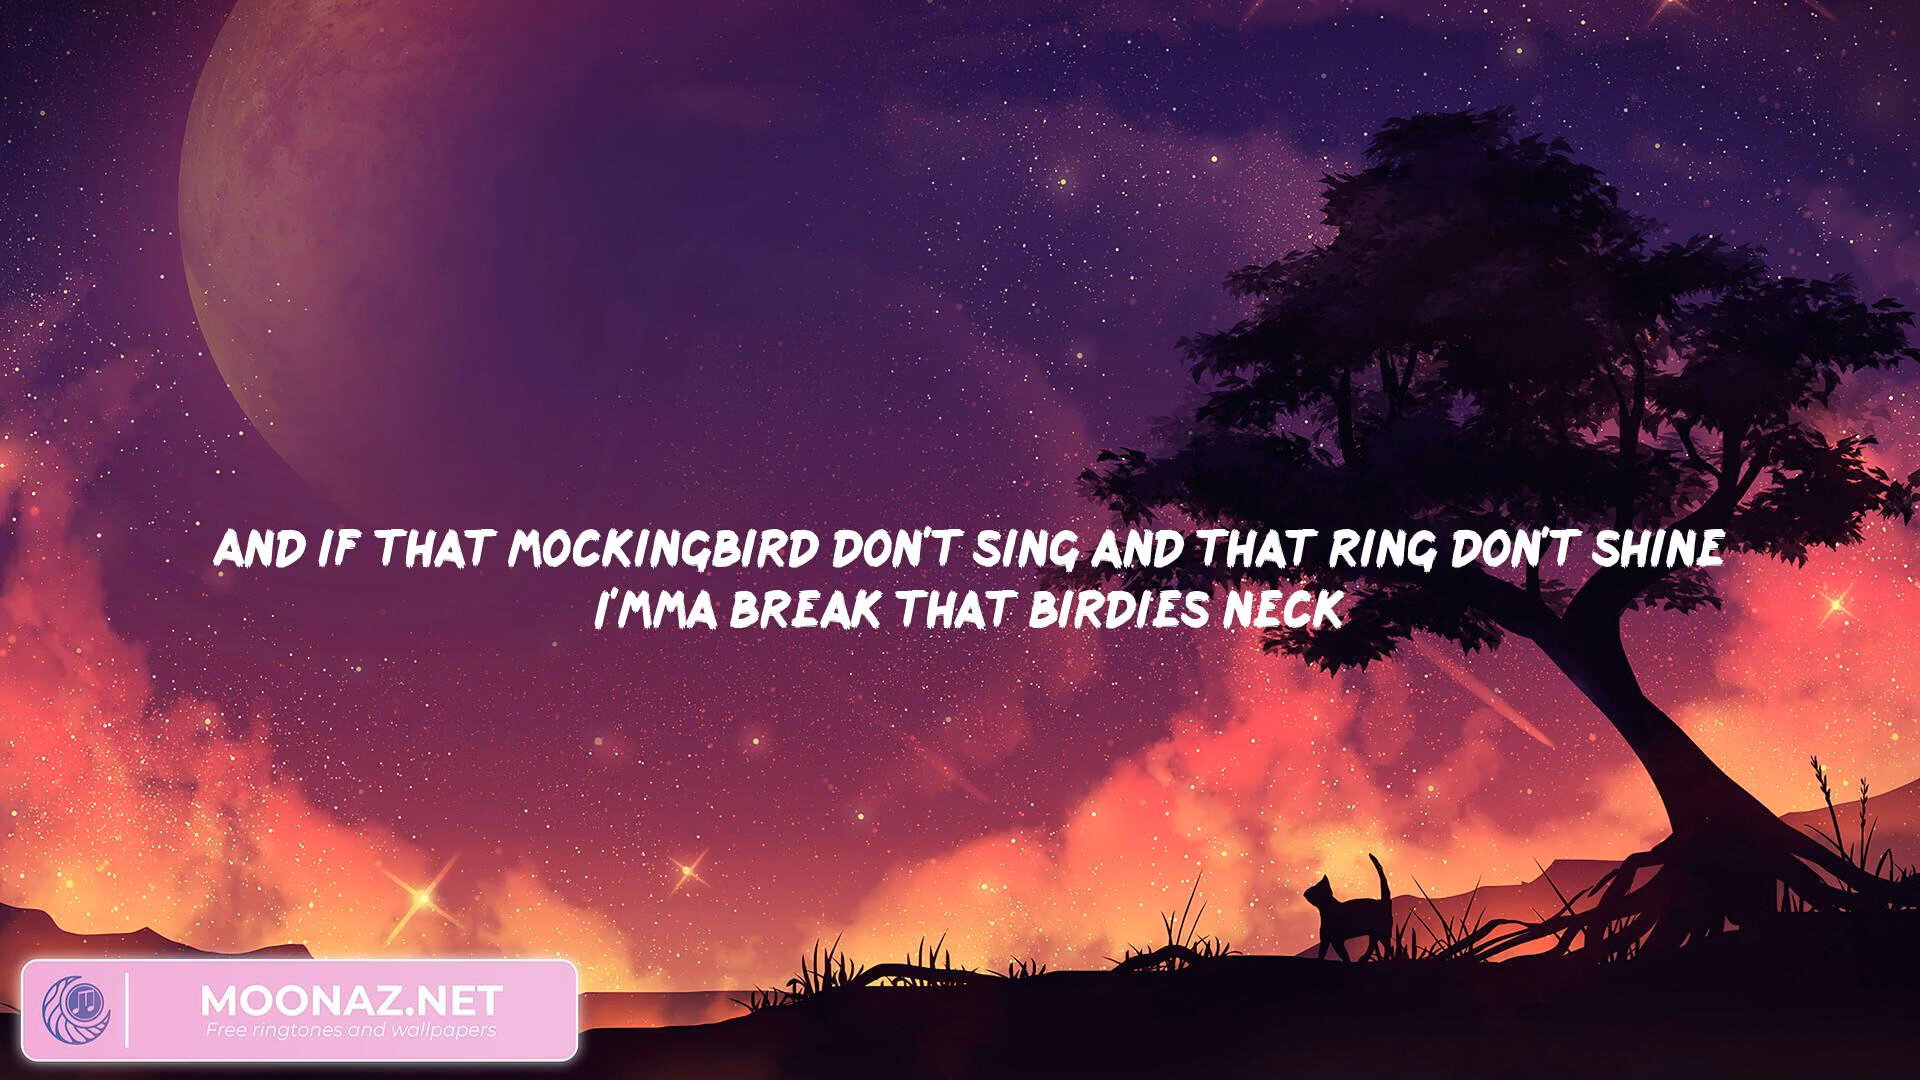 AND IF THAT MOCKINGBIRD DON'T SING AND THAT RING DON'T SHINE
I'MMA BREAK THAT BIRDIES NECK
MOONAZ.NET
Free ringtones and wallpapers